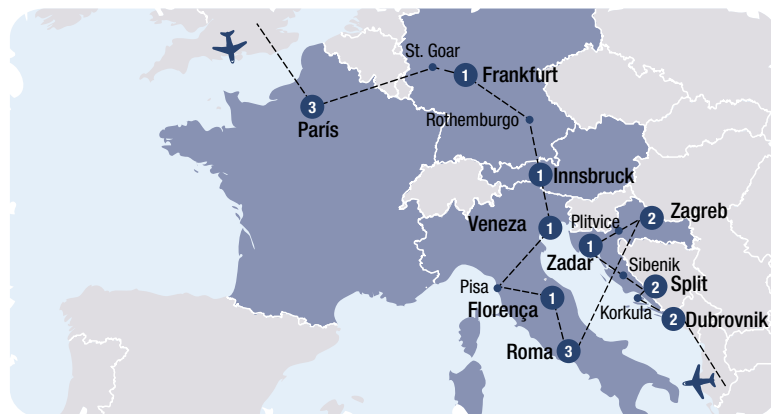 St. Goar
1 Frankfurt
3
París
Rothemburgo
1 Innsbruck
Veneza
1
Plitvice
2 Zagreb
1
Zadar
Sibenik
2 Split
Korkula
2 Dubrovnik
Pisa
1
Florença
Roma 3